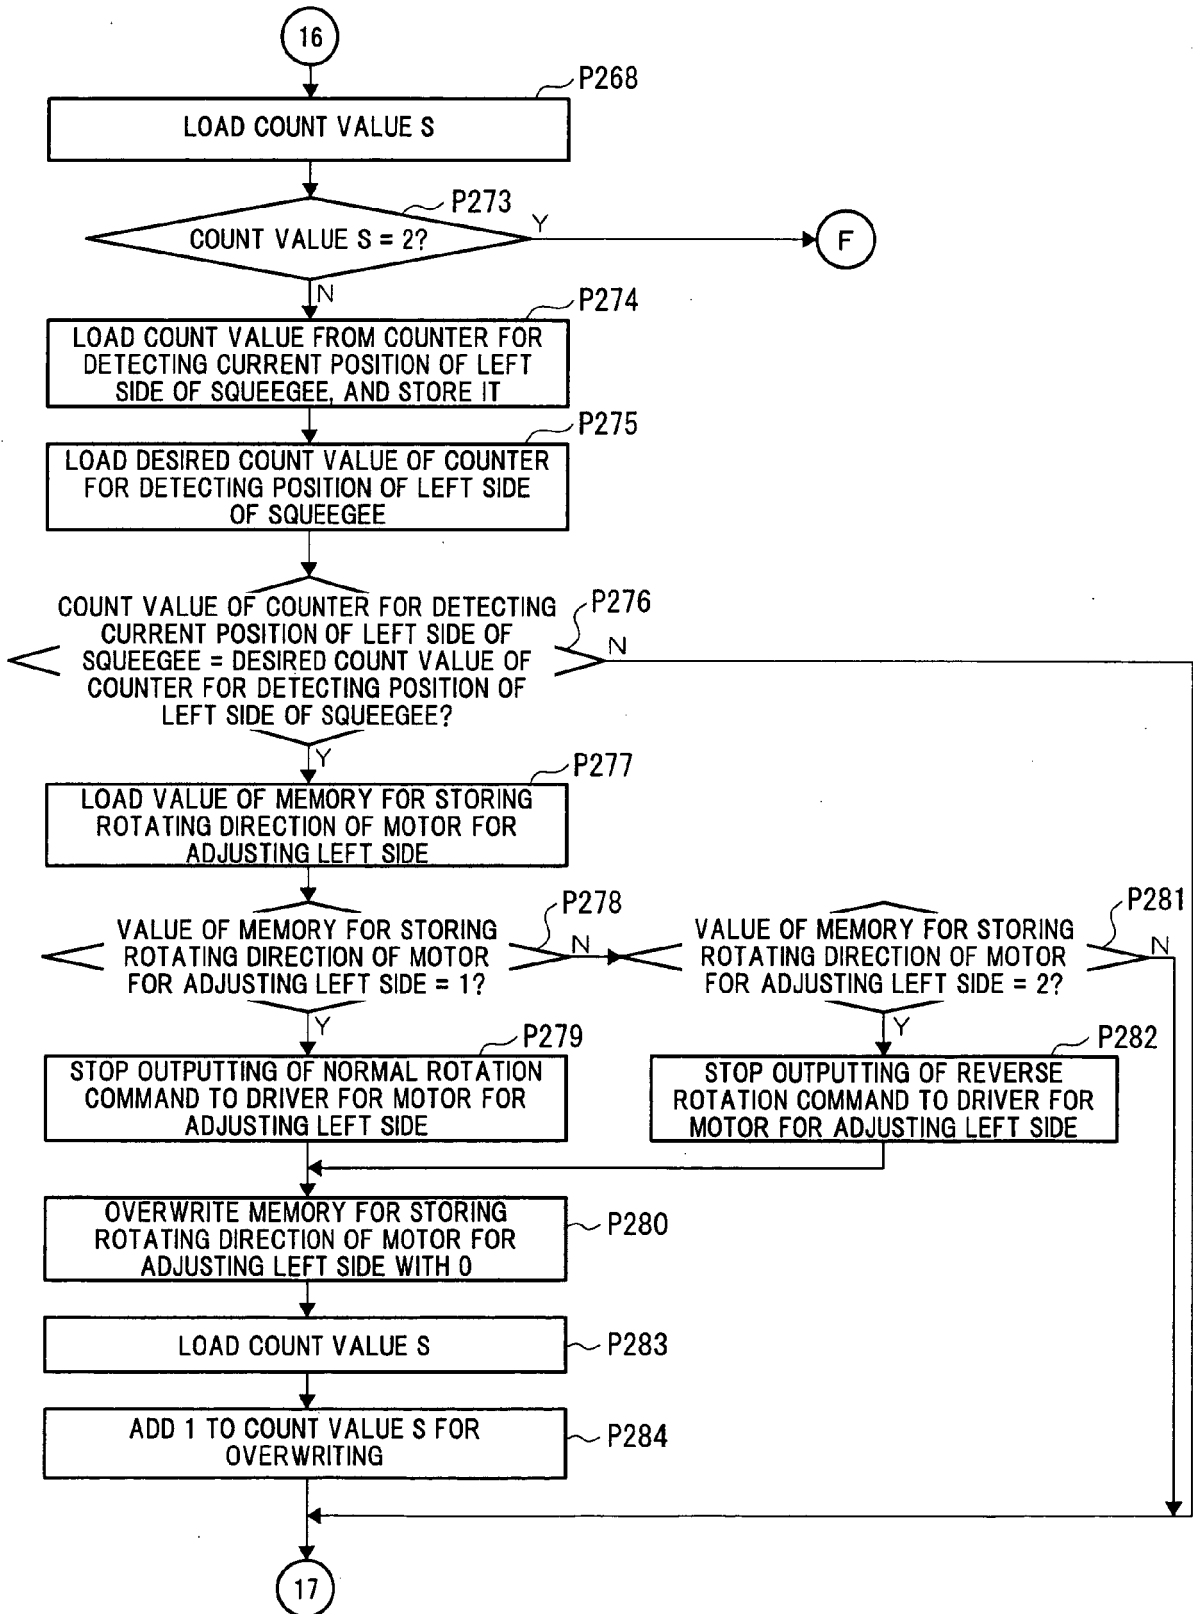 16
P268
LOAD COUNT VALUE S
P273
COUNT VALUE S = 2?
Y
F
N
P274
LOAD COUNT VALUE FROM COUNTER FOR
DETECTING CURRENT POSITION OF LEFT
SIDE OF SQUEEGEE, AND STORE IT
P275
LOAD DESIRED COUNT VALUE OF COUNTER
FOR DETECTING POSITION OF LEFT SIDE
OF SQUEEGEE
P276
COUNT VALUE OF COUNTER FOR DETECTING
CURRENT POSITION OF LEFT SIDE OF
SQUEEGEE = DESIRED COUNT VALUE OF
COUNTER FOR DETECTING POSITION OF
LEFT SIDE OF SQUEEGEE?
N
Y
P277
LOAD VALUE OF MEMORY FOR STORING
ROTATING DIRECTION OF MOTOR FOR
ADJUSTING LEFT SIDE
P278
VALUE OF MEMORY FOR STORING
ROTATING DIRECTION OF MOTOR
FOR ADJUSTING LEFT SIDE = 1?
N
Y
P281
VALUE OF MEMORY FOR STORING
ROTATING DIRECTION OF MOTOR
FOR ADJUSTING LEFT SIDE = 2?
N
Y
P279
STOP OUTPUTTING OF NORMAL ROTATION
COMMAND TO DRIVER FOR MOTOR FOR
ADJUSTING LEFT SIDE
P282
STOP OUTPUTTING OF REVERSE
ROTATION COMMAND TO DRIVER FOR
MOTOR FOR ADJUSTING LEFT SIDE
OVERWRITE MEMORY FOR STORING
ROTATING DIRECTION OF MOTOR FOR
ADJUSTING LEFT SIDE WITH 0
P280
LOAD COUNT VALUE S
P283
ADD 1 TO COUNT VALUE S FOR
OVERWRITING
P284
17